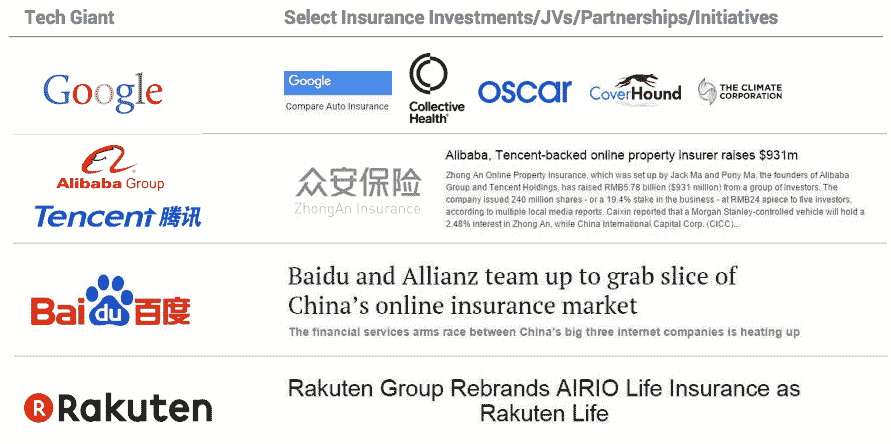 Tech Giant
Select Insurance Investments/JVs/Partnerships/Initiatives
Google
Google
Compare Auto Insurance
Collective
Health®
oscar
CoverHound
THE CLIMATE
CORPORATION
Alibaba Group
Tencent 腾讯
众安保险
ZhongAn Insurance
Alibaba, Tencent-backed online property insurer raises $931m
Zhong An Online Property Insurance, which was set up by Jack Ma and Pony Ma, the founders of Alibaba
Group and Tencent Holdings, has raised RMB5.78 billion ($931 million) from a group of investors. The
company issued 240 million shares - or a 19.4% stake in the business - at RMB24 apiece to five investors,
according to multiple local media reports. Caixin reported that a Morgan Stanley-controlled vehicle will hold a
2.48% interest in Zhong An, while China International Capital Corp. (CICC)...
Baidu百度
Baidu and Allianz team up to grab slice of
China's online insurance market
The financial services arms race between China's big three internet companies is heating up
R Rakuten
Rakuten Group Rebrands AIRIO Life Insurance as
Rakuten Life